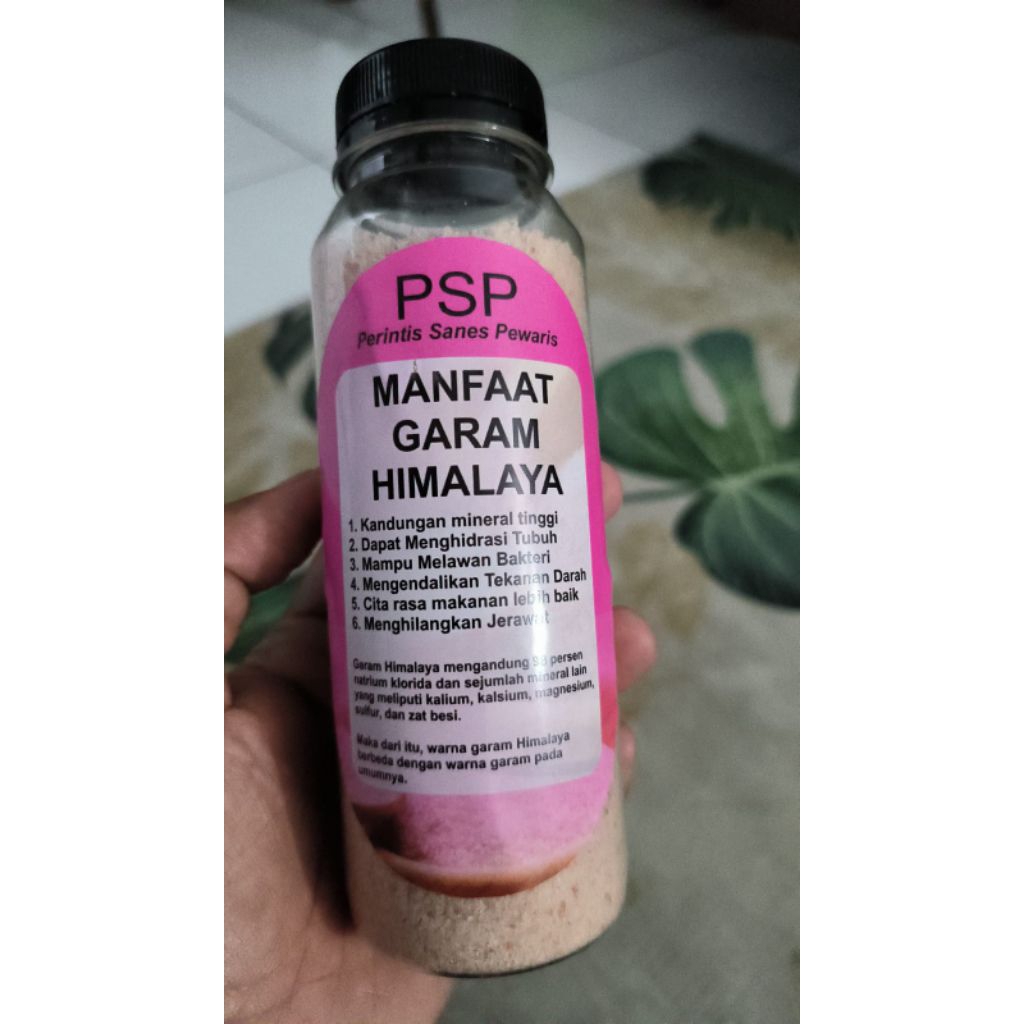 PSP
Perintis Sanes Pewaris
MANFAAT
GARAM
HIMALAYA
1. Kandungan mineral tinggi
2. Dapat Menghidrasi Tubuh
3. Mampu Melawan Bakteri
4. Mengendalikan Tekanan Darah
5. Cita rasa makanan lebih baik
6. Menghilangkan Jerawat
Garam Himalaya mengandung 98 persen
natrium klorida dan sejumlah mineral lain
yang meliputi kalium, kalsium, magnesium,
sulfur, dan zat besi.
Maka dari itu, warna garam Himalaya
berbeda dengan warna garam pada
umumnya.